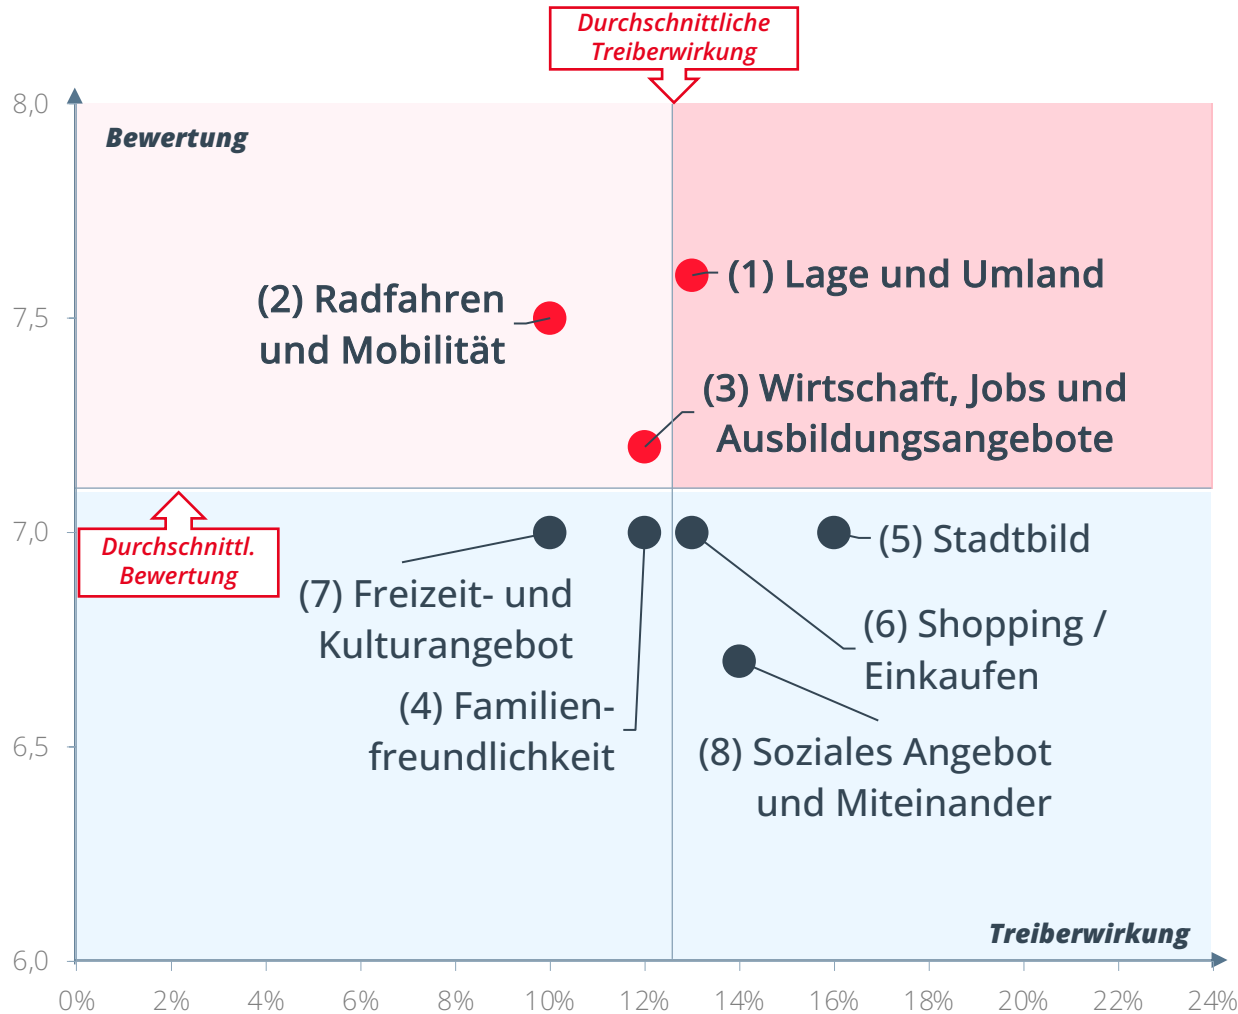 Durchschnittliche
Treiberwirkung
8,0
Bewertung
(1) Lage und Umland
(2) Radfahren
und Mobilität
7,5
(3) Wirtschaft, Jobs und
Ausbildungsangebote
7,0
Durchschnittl.
Bewertung
(5) Stadtbild
(7) Freizeit- und
Kulturangebot
(6) Shopping /
Einkaufen
(4) Familien-
freundlichkeit
6,5
(8) Soziales Angebot
und Miteinander
Treiberwirkung
6,0
0% 2% 4% 6% 8% 10% 12% 14% 16% 18% 20% 22% 24%